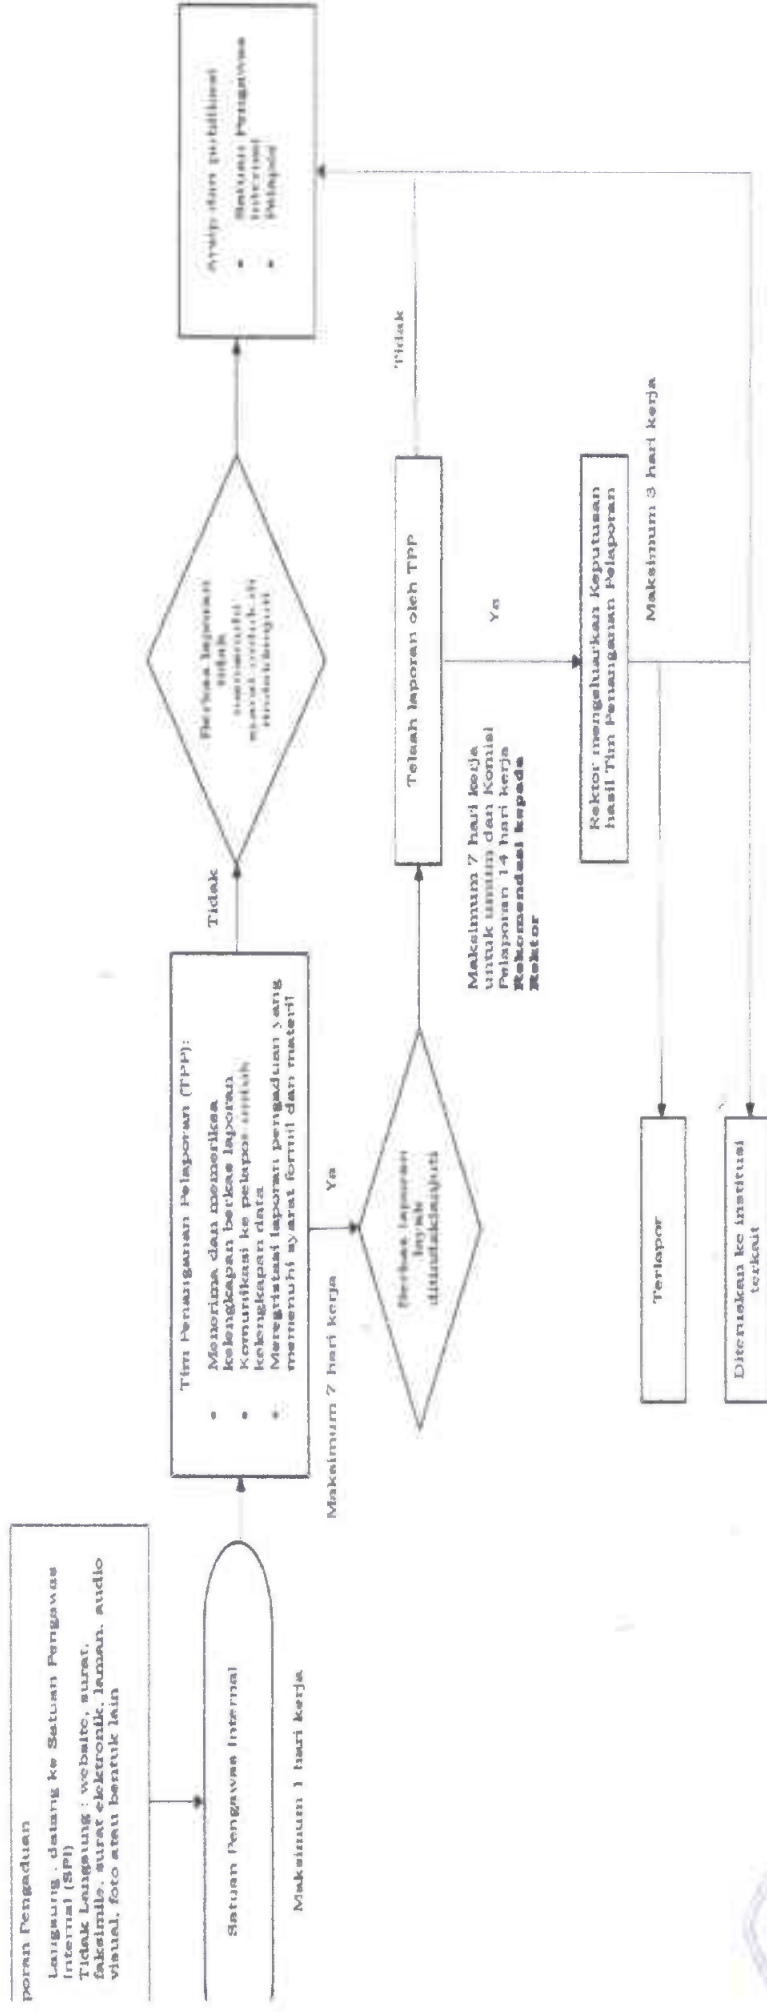 poran Pengaduan
Langsung : datang ke Satuan Pengawas
Internal (SPI)
Tidak Langsung : website, surat,
faksimile, surat elektronik, laman, audio
visual, foto atau bentuk lain
Satuan Pengawas Internal
Maksimum 1 hari kerja
Tim Penanganan Pelaporan (TPP):
• Menerima dan memeriksa
kelengkapan berkas laporan
• Komunikasi ke pelapor untuk
kelengkapan data
• Meregistasi laporan pengaduan yang
memenuhi syarat formil dan materil
Maksimum 7 hari kerja
Ya
Tidak
Berkas laporan
tidak
memenuhi
syarat untuk
ditindaklanjuti
Arsip dan publikasi
• Satuan Pengawas
Internal
• Pelapor
Berkas laporan
layak
ditindaklanjuti
Telaah laporan oleh TPP
Tidak
Ya
Maksimum 7 hari kerja
untuk umum dan Komisi
Pelaporan 14 hari kerja
Rekomendasi kepada
Rektor
Rektor mengeluarkan Keputusan
hasil Tim Penanganan Pelaporan
Maksimum 3 hari kerja
Terlapor
Diteruskan ke institusi
terkait